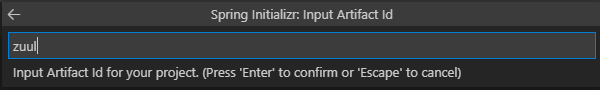 Spring Initializr: Input Artifact Id
zuul
Input Artifact Id for your project. (Press 'Enter' to confirm or 'Escape' to cancel)